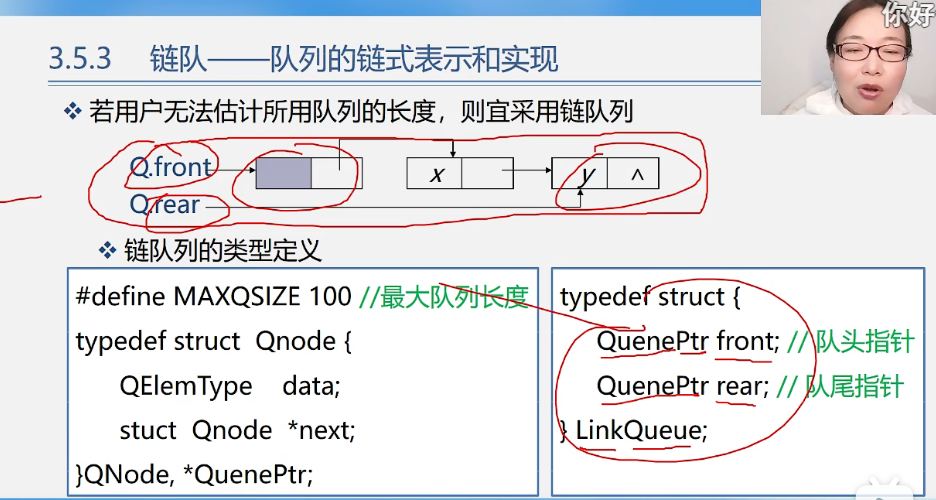 你好
3.5.3 链队——队列的链式表示和实现
❖ 若用户无法估计所用队列的长度，则宜采用链队列
Q.front
x
y ∧
Q.rear
❖ 链队列的类型定义
#define MAXQSIZE 100 //最大队列长度
typedef struct Qnode {
QElemType data;
stuct Qnode *next;
}QNode, *QuenePtr;
typedef struct {
QuenePtr front; // 队头指针
QuenePtr rear; // 队尾指针
} LinkQueue;